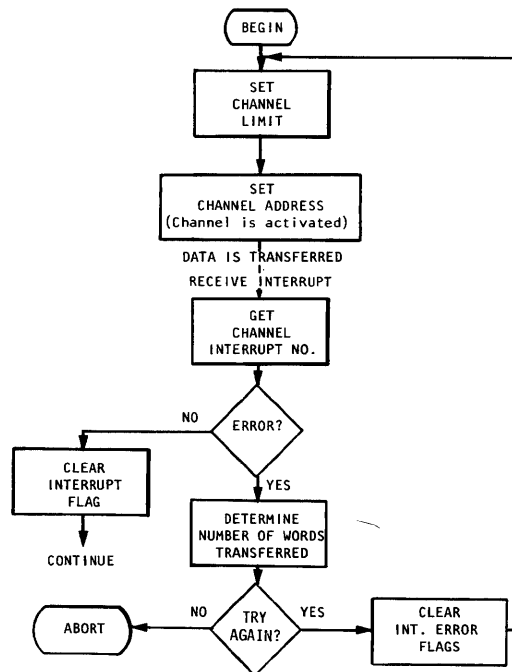 BEGIN
SET
CHANNEL
LIMIT
SET
CHANNEL ADDRESS
(Channel is activated)
DATA IS TRANSFERRED
RECEIVE INTERRUPT
GET
CHANNEL
INTERRUPT NO.
NO
ERROR?
YES
CLEAR
INTERRUPT
FLAG
CONTINUE
DETERMINE
NUMBER OF WORDS
TRANSFERRED
NO
TRY
AGAIN?
YES
ABORT
CLEAR
INT. ERROR
FLAGS